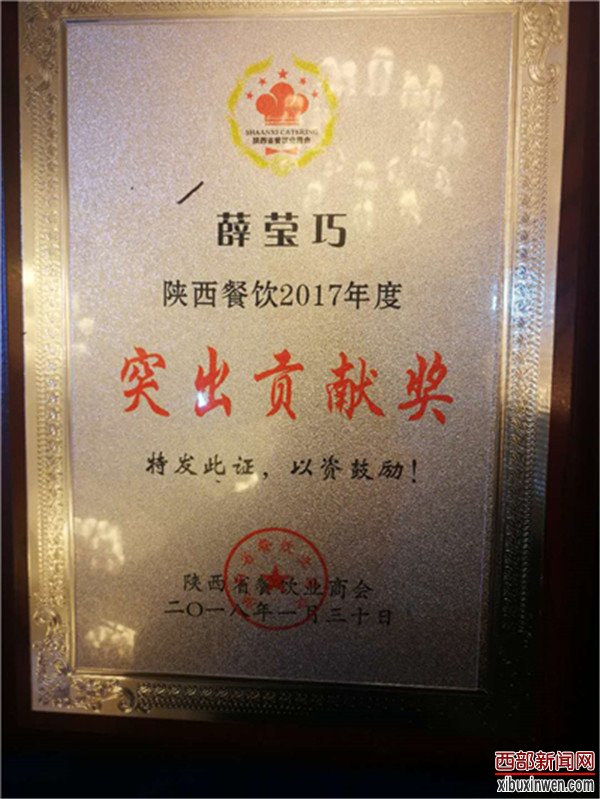 SHAANXI CATERING
陕西省餐饮业商会
薛莹巧
陕西餐饮2017年度
突出贡献奖
特发此证，以资鼓励！
陕西省餐饮业商会
二〇一八年一月三十日
西部新闻网
xibuxinwen.com